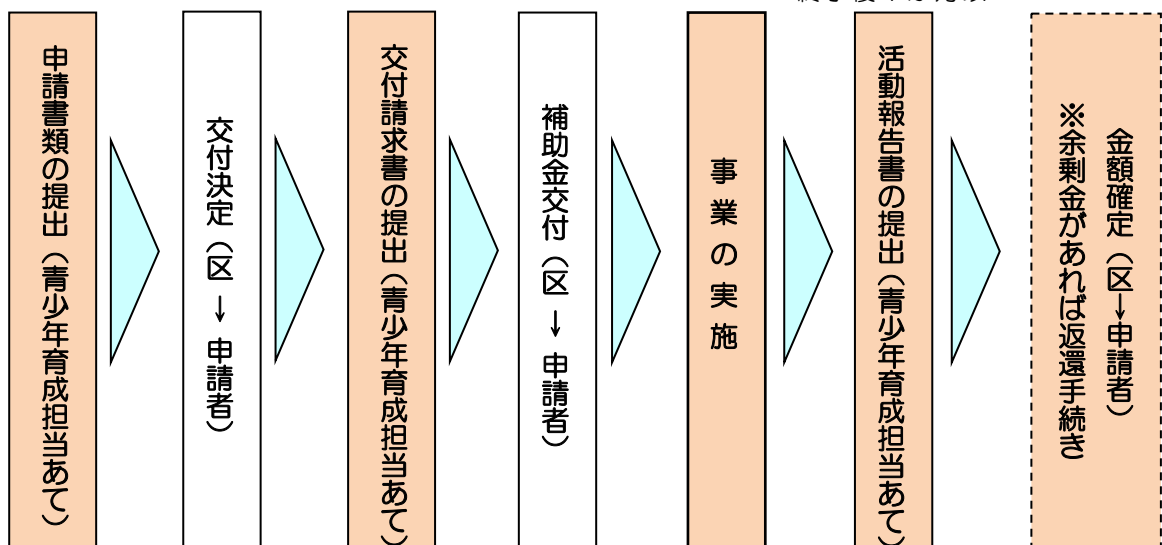 申請書類の提出（青少年育成担当あて）
交付決定（区 → 申請者）
交付請求書の提出（青少年育成担当あて）
補助金交付（区 → 申請者）
事業の実施
活動報告書の提出（青少年育成担当あて）
金額確定（区→申請者）
※余剰金があれば返還手続き